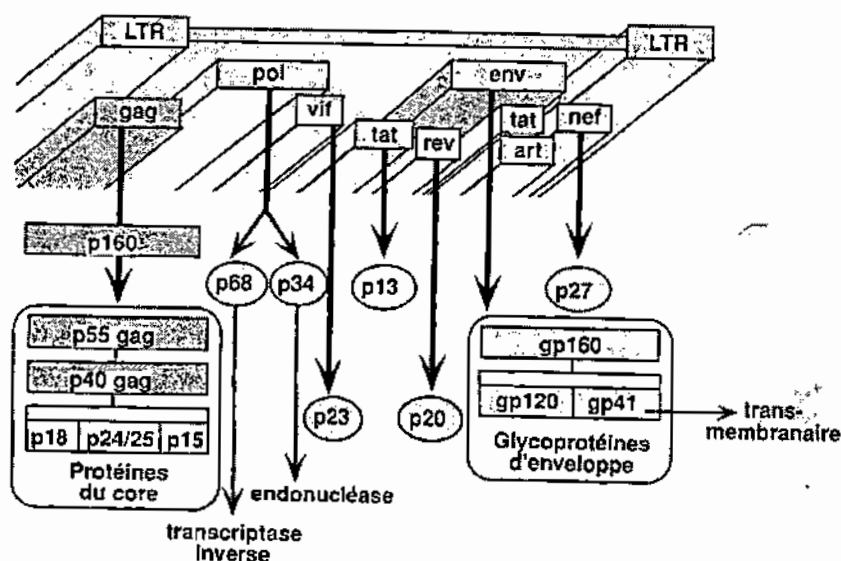 LTR
LTR
pol
env
gag
vif
tat
rev
tat
art
nef
p160
p68
p34
p13
p27
p55 gag
p40 gag
p18 p24/25 p15
Protéines
du core
p23
p20
gp160
gp120 gp41
Glycoprotéines
d'enveloppe
trans-
membranaire
endonucléase
transcriptase
inverse